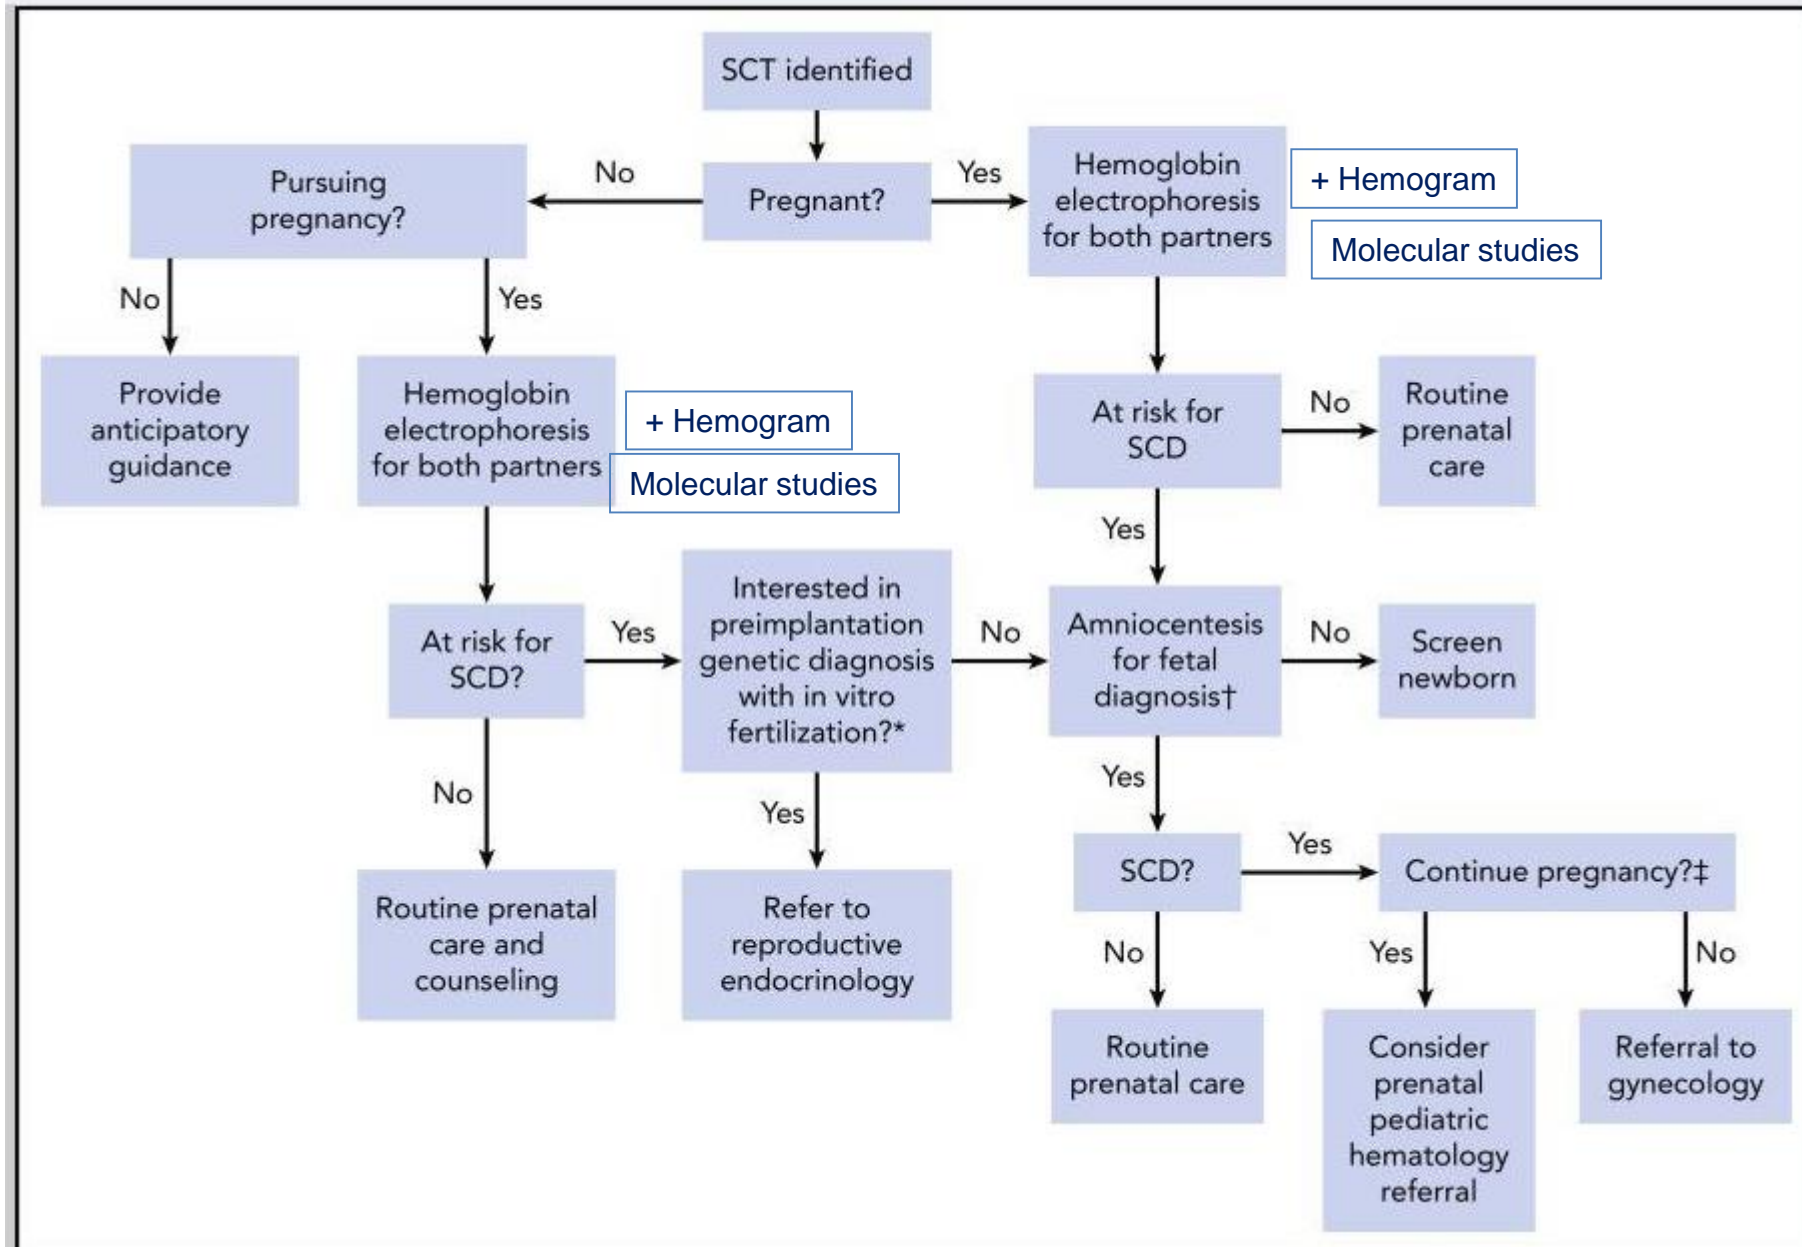 SCT identified
Pregnant?
No
Yes
Pursuing
pregnancy?
Hemoglobin
electrophoresis
for both partners
+ Hemogram
Molecular studies
No
Yes
Provide
anticipatory
guidance
Hemoglobin
electrophoresis
for both partners
+ Hemogram
Molecular studies
At risk for
SCD
No
Routine
prenatal
care
Yes
At risk for
SCD?
Yes
Interested in
preimplantation
genetic diagnosis
with in vitro
fertilization?*
No
Amniocentesis
for fetal
diagnosis†
No
Screen
newborn
No
Yes
Yes
Routine prenatal
care and
counseling
Refer to
reproductive
endocrinology
SCD?
Yes
Continue pregnancy?‡
No
Yes
No
Routine
prenatal care
Consider
prenatal
pediatric
hematology
referral
Referral to
gynecology